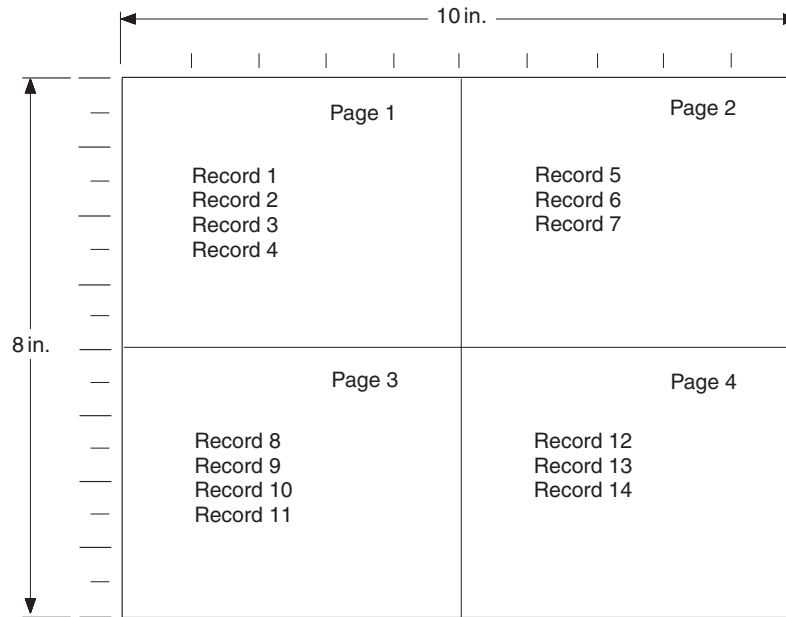 10 in.
Page 1
Record 1
Record 2
Record 3
Record 4
Page 2
Record 5
Record 6
Record 7
8 in.
Page 3
Record 8
Record 9
Record 10
Record 11
Page 4
Record 12
Record 13
Record 14